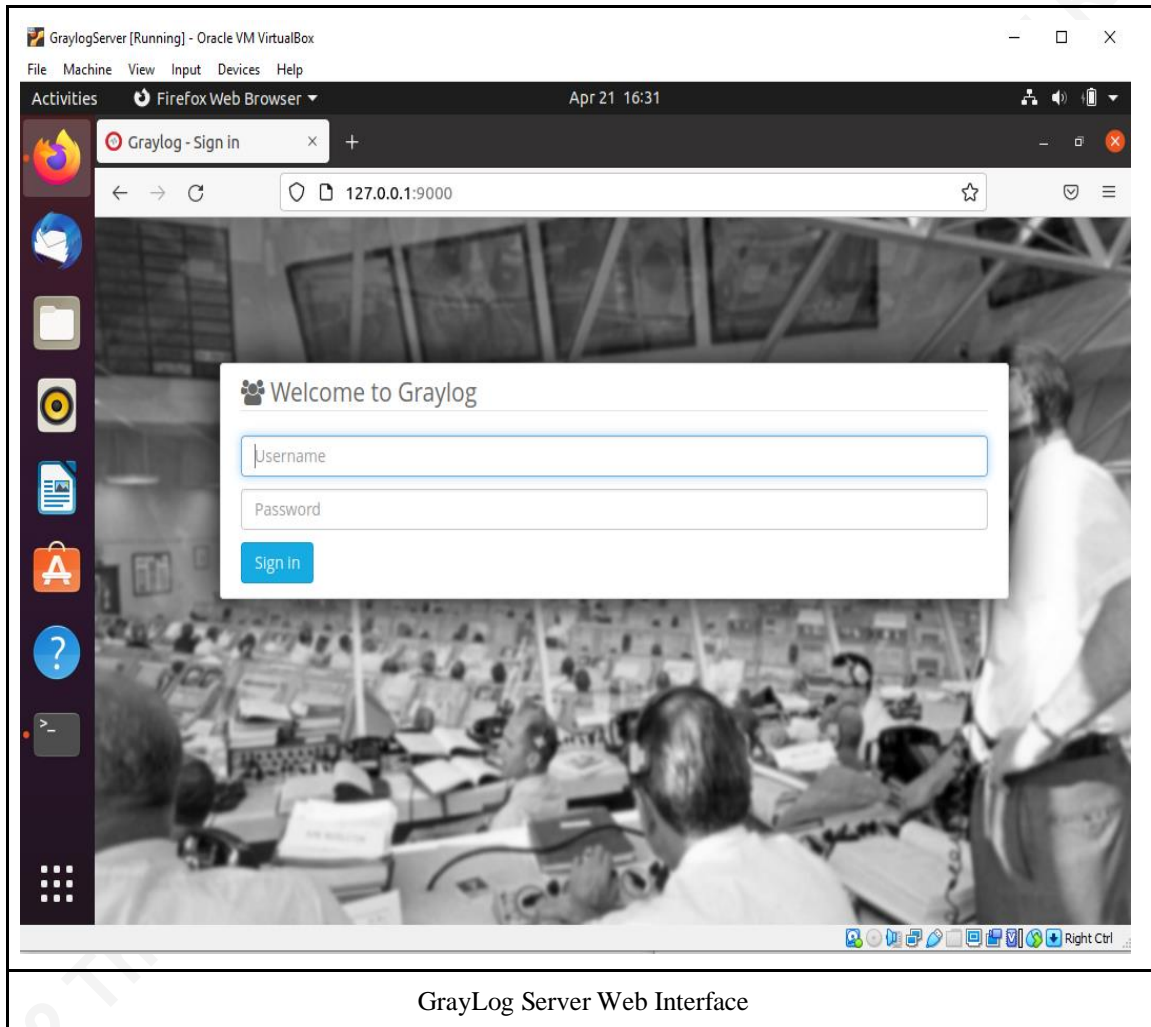 GraylogServer [Running] - Oracle VM VirtualBox
File Machine View Input Devices Help
Activities Firefox Web Browser Apr 21 16:31
Graylog - Sign in
127.0.0.1:9000
Welcome to Graylog
Username
Password
Sign in
Right Ctrl
GrayLog Server Web Interface